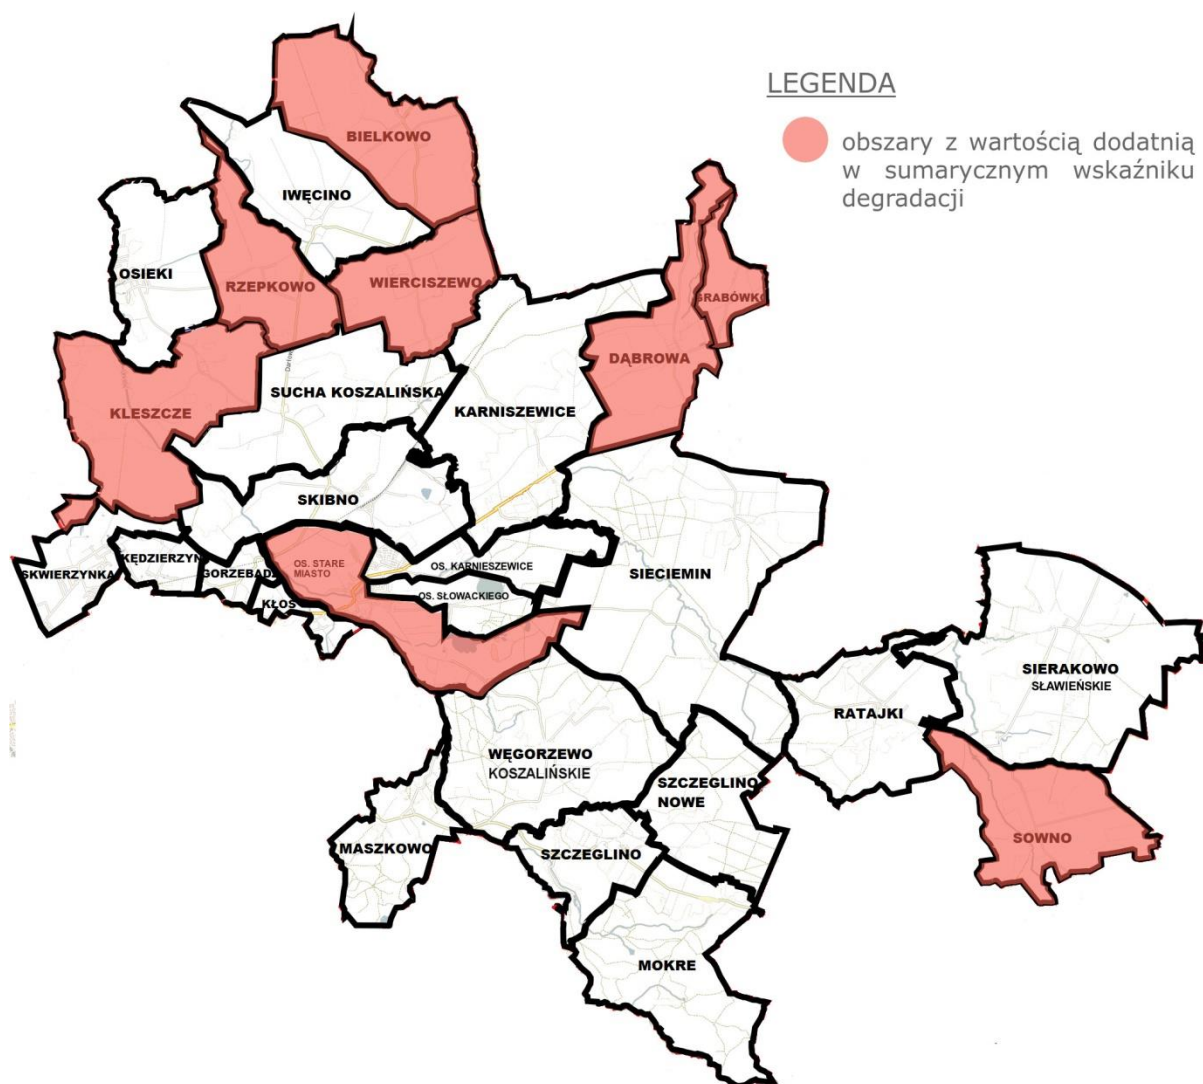 LEGENDA
obszary z wartością dodatnią
w sumarycznym wskaźniku
degradacji
BIELKOWO
IWĘCINO
OSIEKI
RZEPKOWO
WIERCISZEWO
GRABÓWKO
DĄBROWA
SUCHA KOSZALIŃSKA
KLESZCZE
KARNISZEWICE
SKIBNO
SKWIERZYNKA
KĘDZIERZYN
GORZEBĄDZ
OS. STARE
MIASTO
OS. KARNIESZEWICE
OS. SŁOWACKIEGO
KŁOS
SIECIEMIN
SIERAKOWO
SŁAWIEŃSKIE
RATAJKI
WĘGORZEWO
KOSZALIŃSKIE
SZCZEGLINO
NOWE
MASZKOWO
SZCZEGLINO
SOWNO
MOKRE